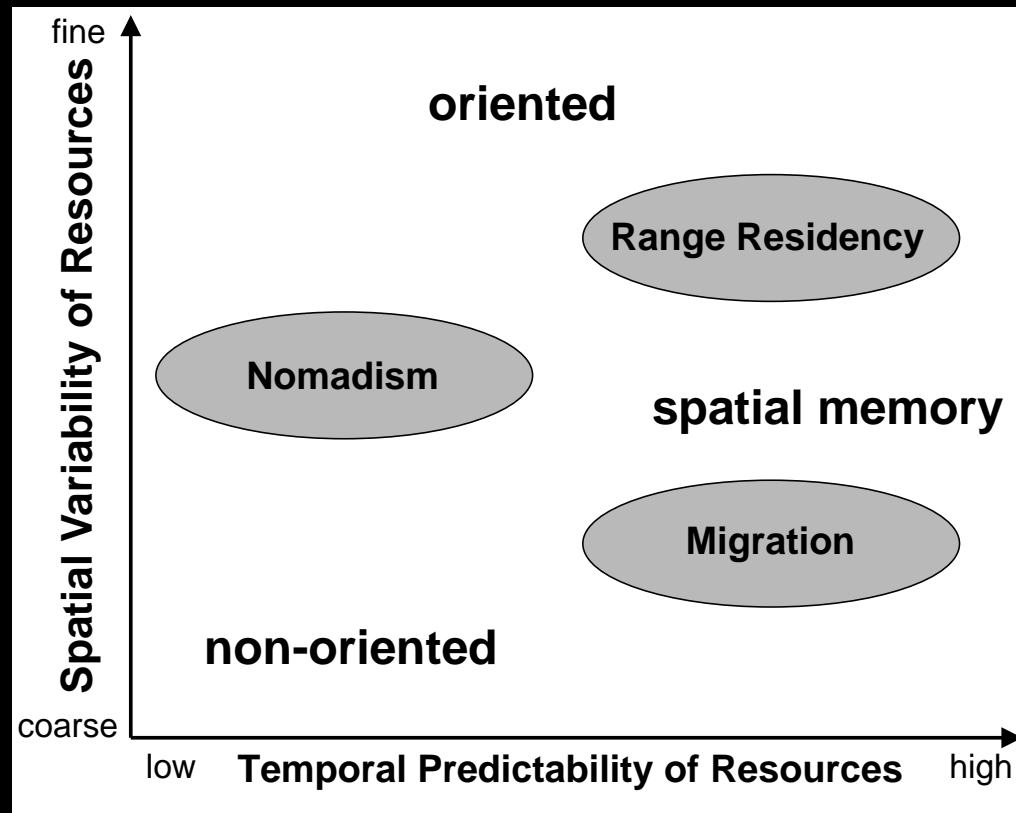 fine
Spatial Variability of Resources
oriented
Range Residency
Nomadism
spatial memory
Migration
non-oriented
coarse
low
Temporal Predictability of Resources
high